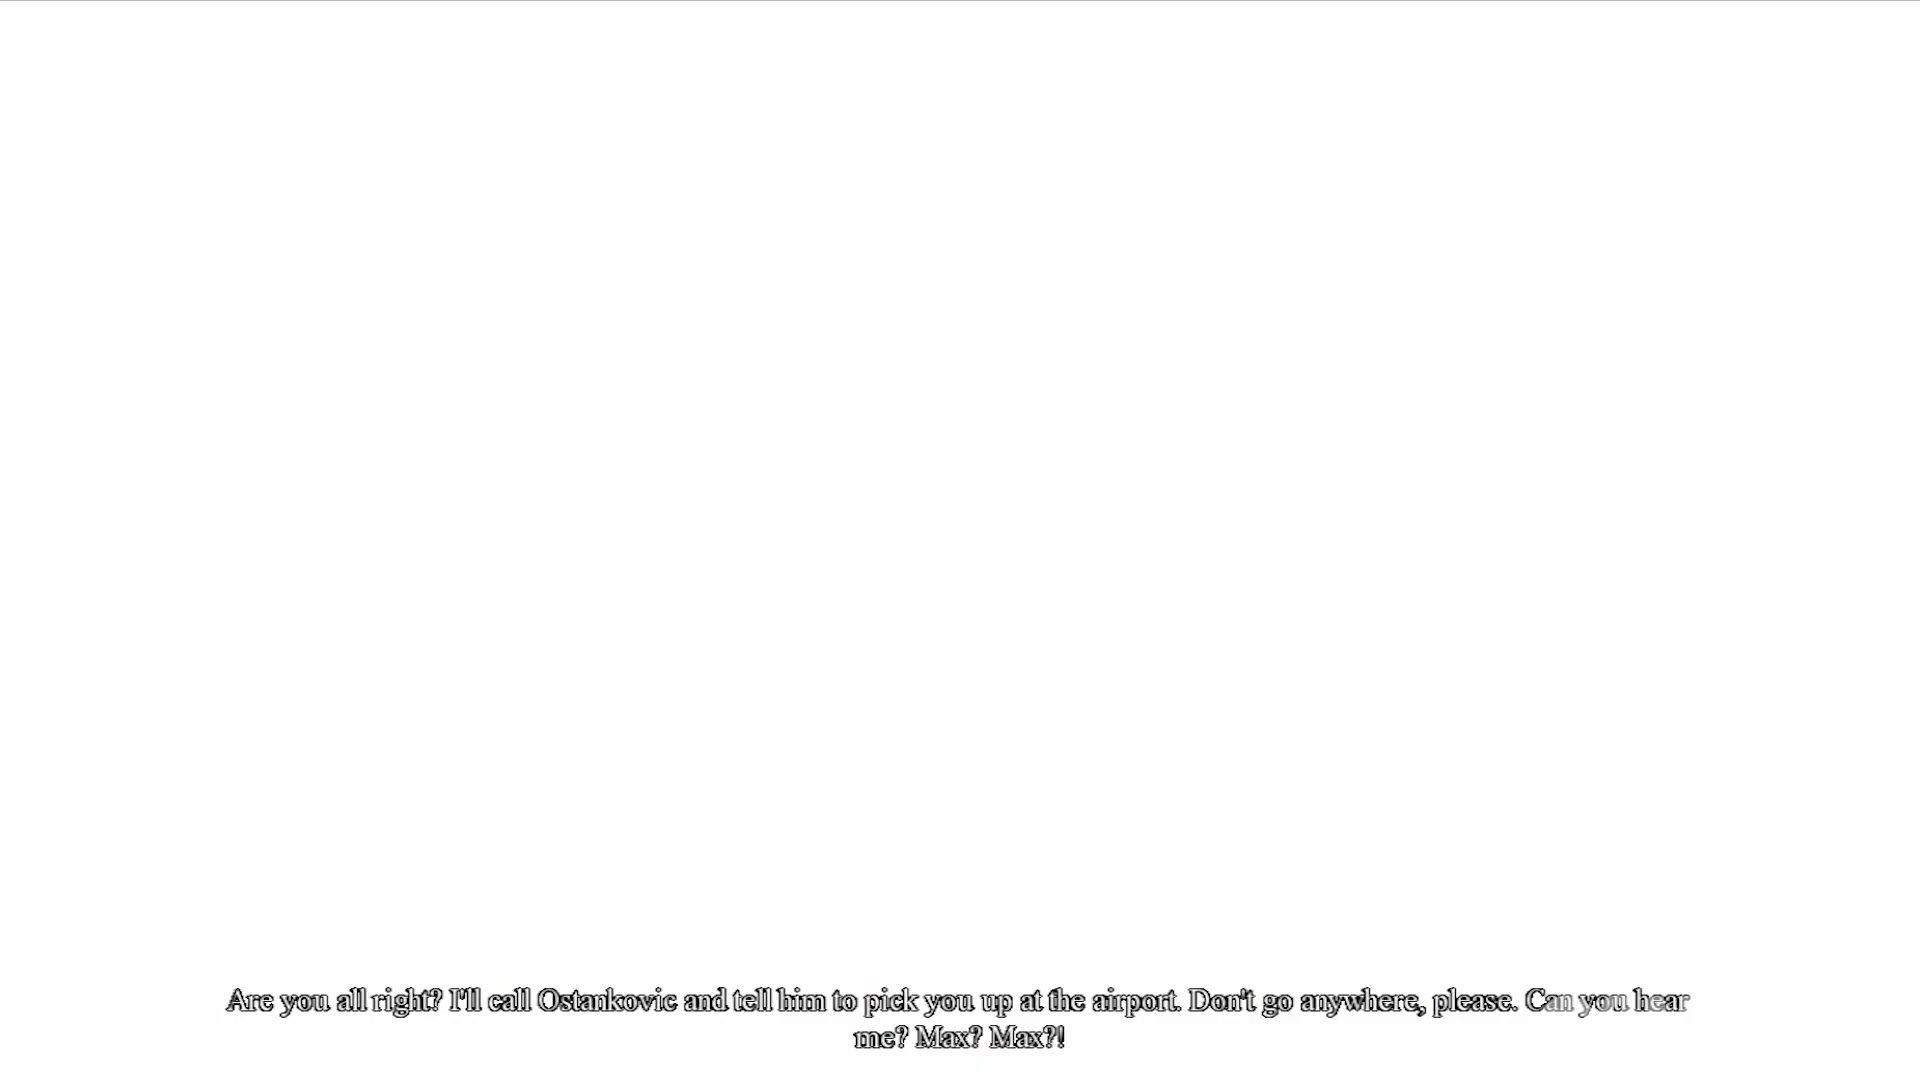 Are you all right? I'll call Ostankovic and tell him to pick you up at the airport. Don't go anywhere, please. Can you hear
me? Max? Max?!